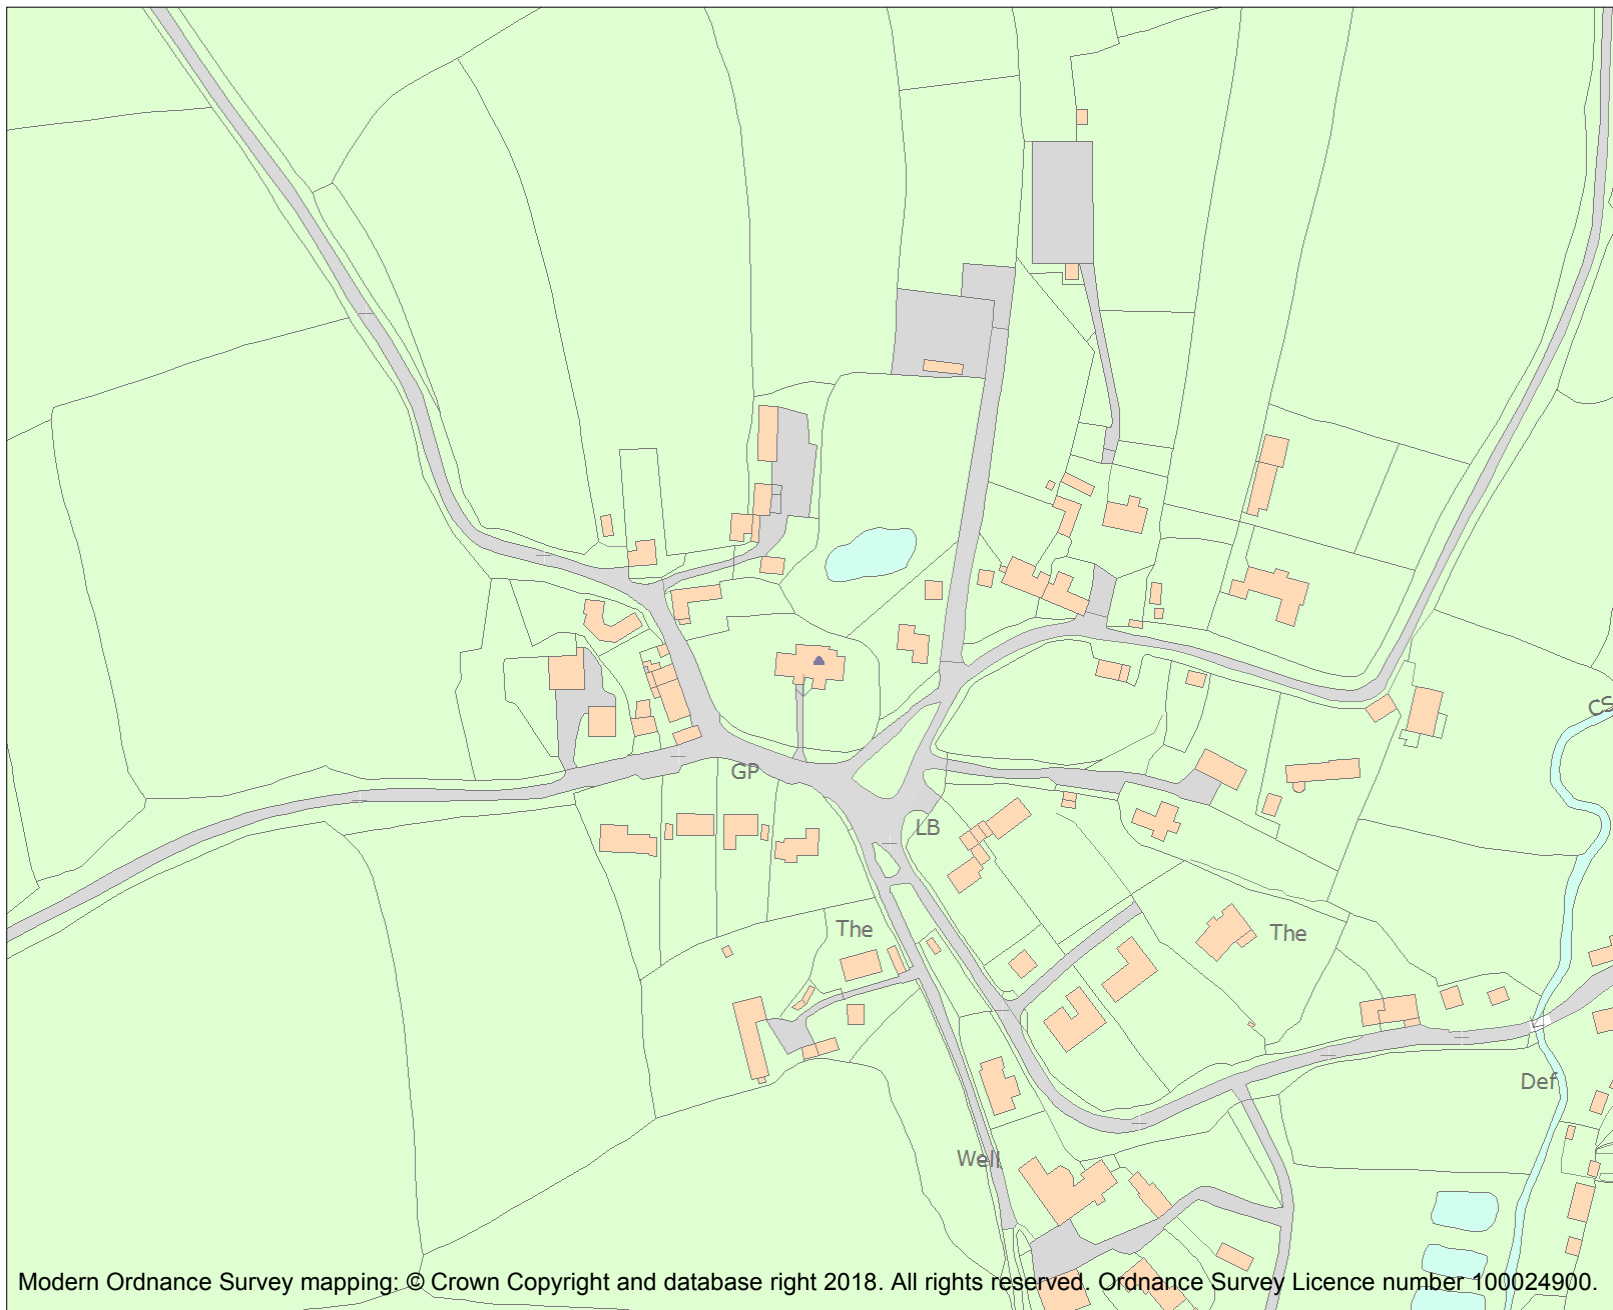 CS
GP
LB
The
The
Def
Well
Modern Ordnance Survey mapping: © Crown Copyright and database right 2018. All rights reserved. Ordnance Survey Licence number 100024900.